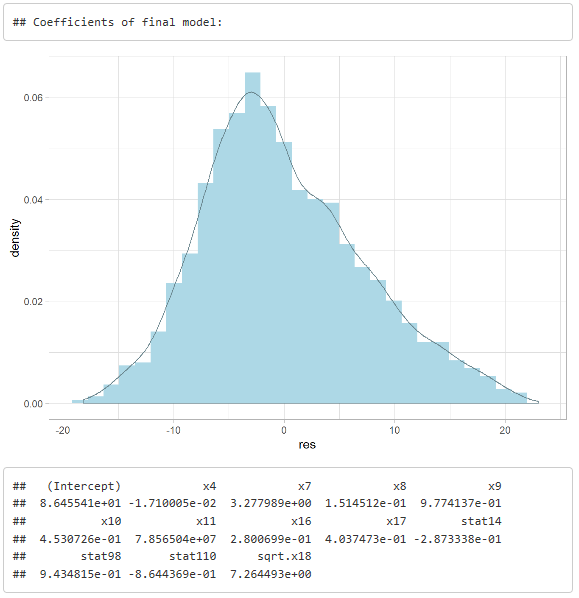 ## Coefficients of final model:
0.06
0.04
0.02
0.00
density
-20 -10 0 10 20
res
## (Intercept) x4 x7 x8 x9
## 8.645541e+01 -1.710005e-02 3.277989e+00 1.514512e-01 9.774137e-01
## x10 x11 x16 x17 stat14
## 4.530726e-01 7.856504e+07 2.800699e-01 4.037473e-01 -2.873338e-01
## stat98 stat110 sqrt.x18
## 9.434815e-01 -8.644369e-01 7.264493e+00